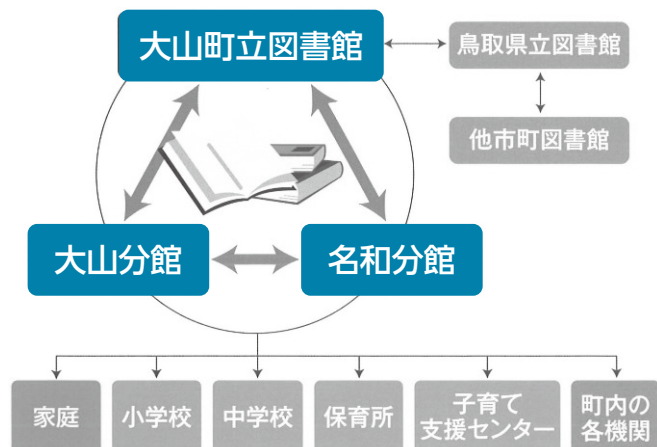 大山町立図書館
鳥取県立図書館
他市町図書館
大山分館
名和分館
家庭
小学校
中学校
保育所
子育て
支援センター
町内の
各機関